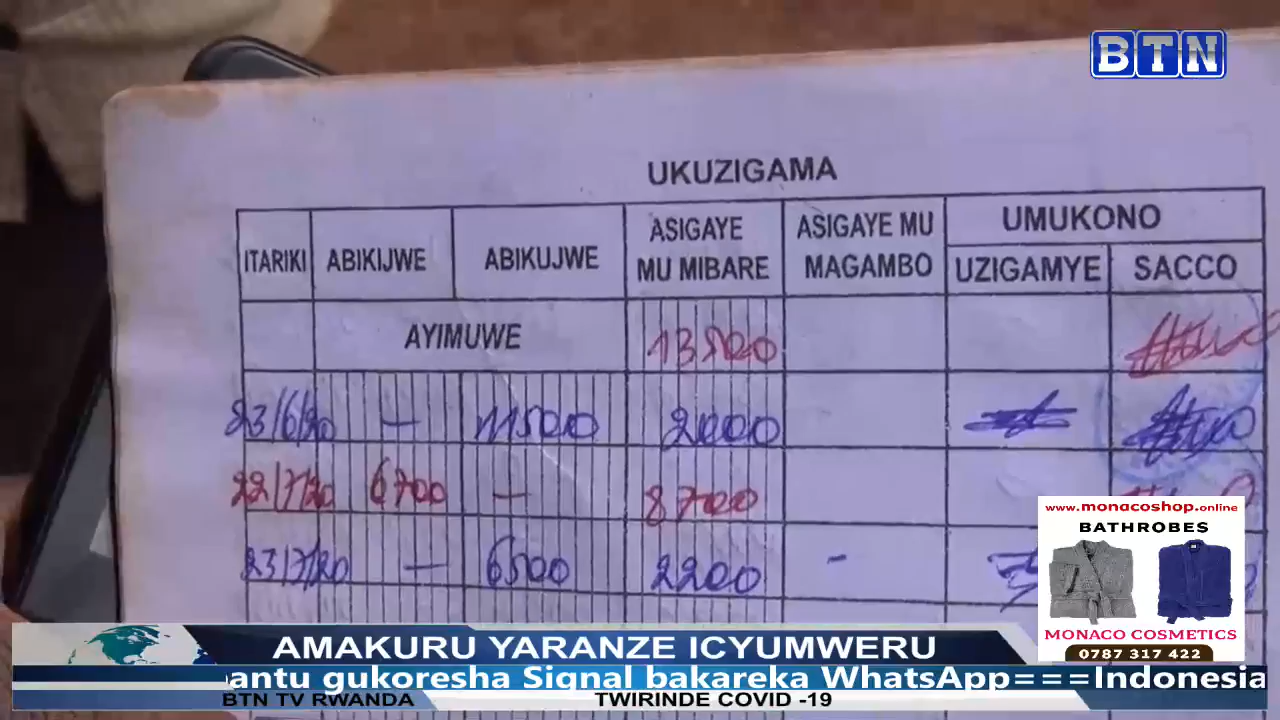 BTN
UKUZIGAMA
ITARIKI ABIKIJWE ABIKUJWE ASIGAYE MU MIBARE ASIGAYE MU MAGAMBO UMUKONO
UZIGAMYE SACCO
AYIMUWE 13500
23/6/20 — 11500 2000
22/7/20 6700 — 8700
23/7/20 — 6500 2200 -
www.monacoshop.online
BATHROBES
MONACO COSMETICS
0787 317 422
AMAKURU YARANZE ICYUMWERU
gukoresha Signal bakareka WhatsApp===Indonesia
BTN TV RWANDA TWIRINDE COVID -19